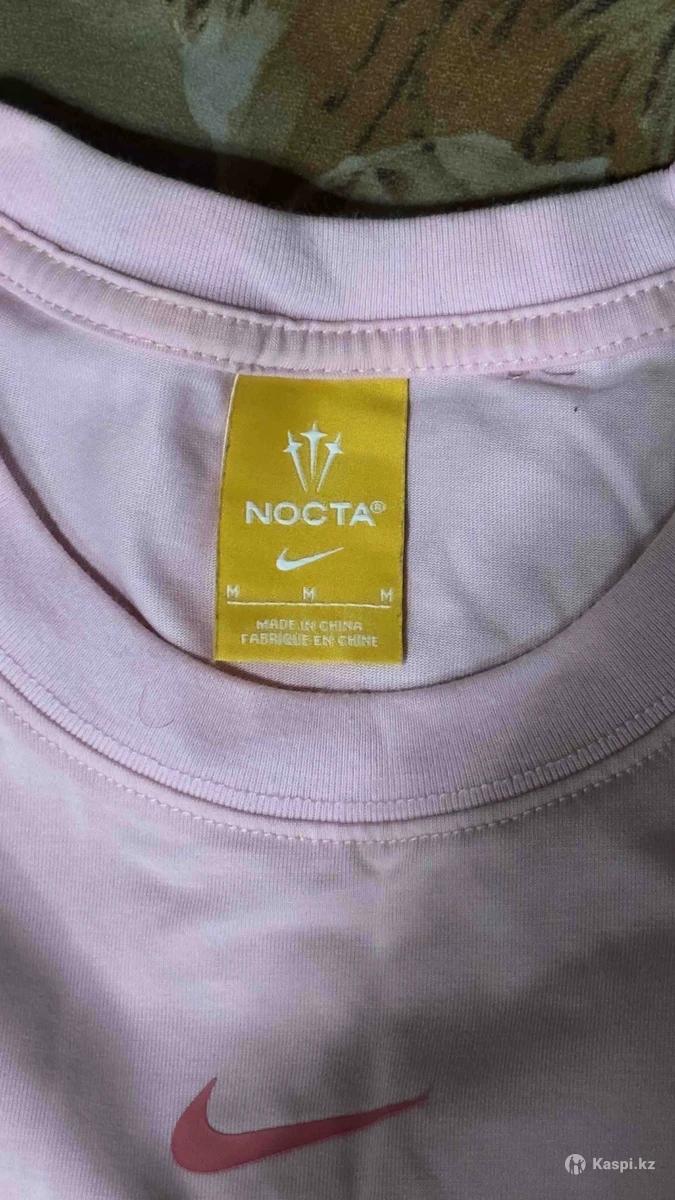 NOCTA®
M M M
MADE IN CHINA
FABRIQUE EN CHINE
Kaspi.kz